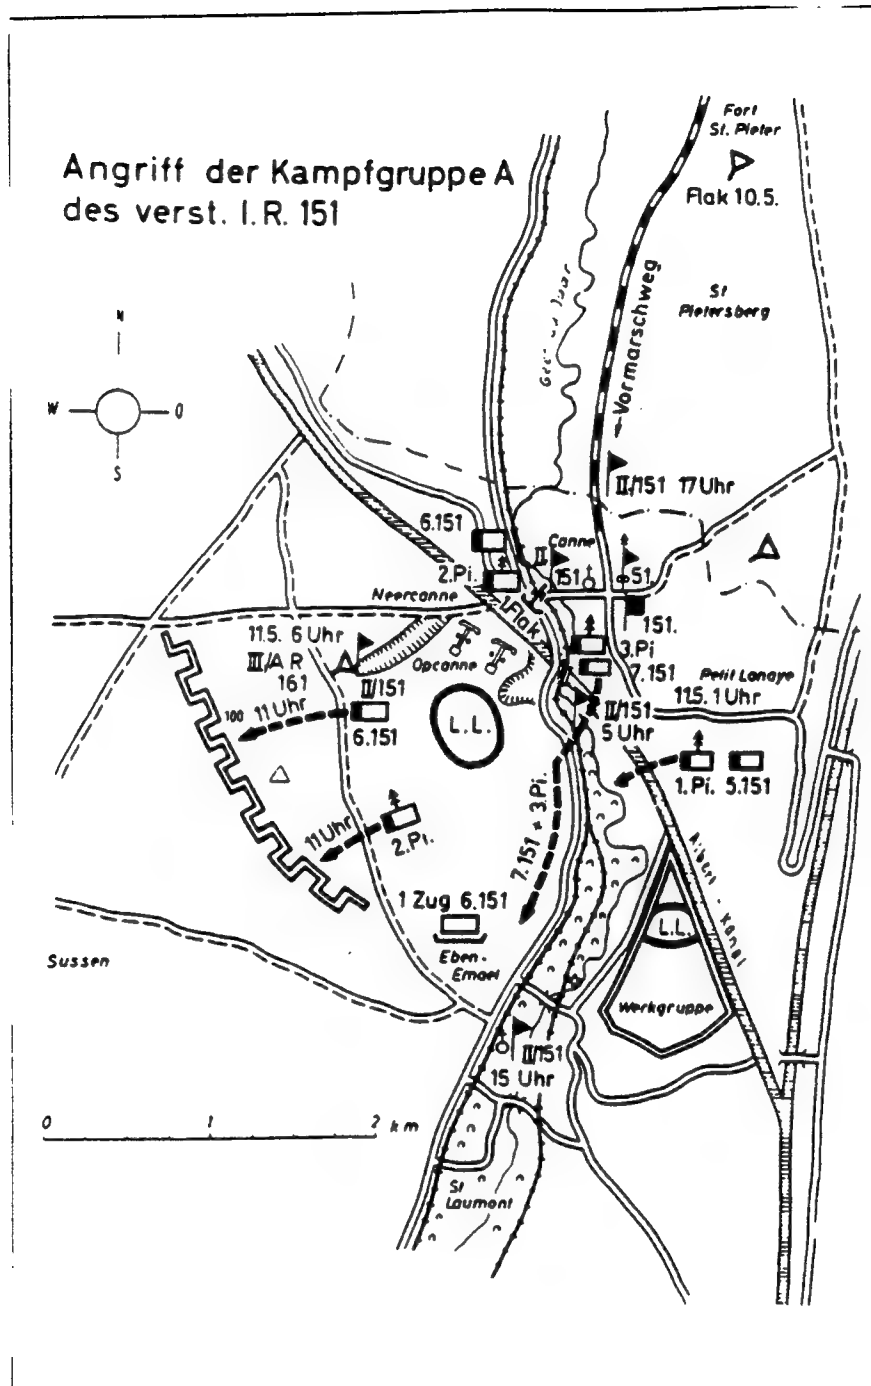 Angriff der Kampfgruppe A
des verst. I.R. 151
Fort
St. Pieter
Flak 10.5.
St
Pietersberg
Vormarschweg
N
W
O
S
II/151 17 Uhr
6.151
Canne
II
151
51
2.Pi.
Neercanne
Flak
151.
3.Pi
7.151
11.5. 6 Uhr
III/A R
161
II/151
Opcanne
Petit Lanaye
11.5. 1 Uhr
II/151
5 Uhr
100
11 Uhr
6.151
L.L.
1. Pi. 5.151
7.151 + 3.Pi.
11 Uhr
2.Pi.
Albert - Kanal
1 Zug 6.151
Eben-
Emael
L.L.
Werkgruppe
Sussen
II/151
15 Uhr
0 1 2 km
St
Laumont